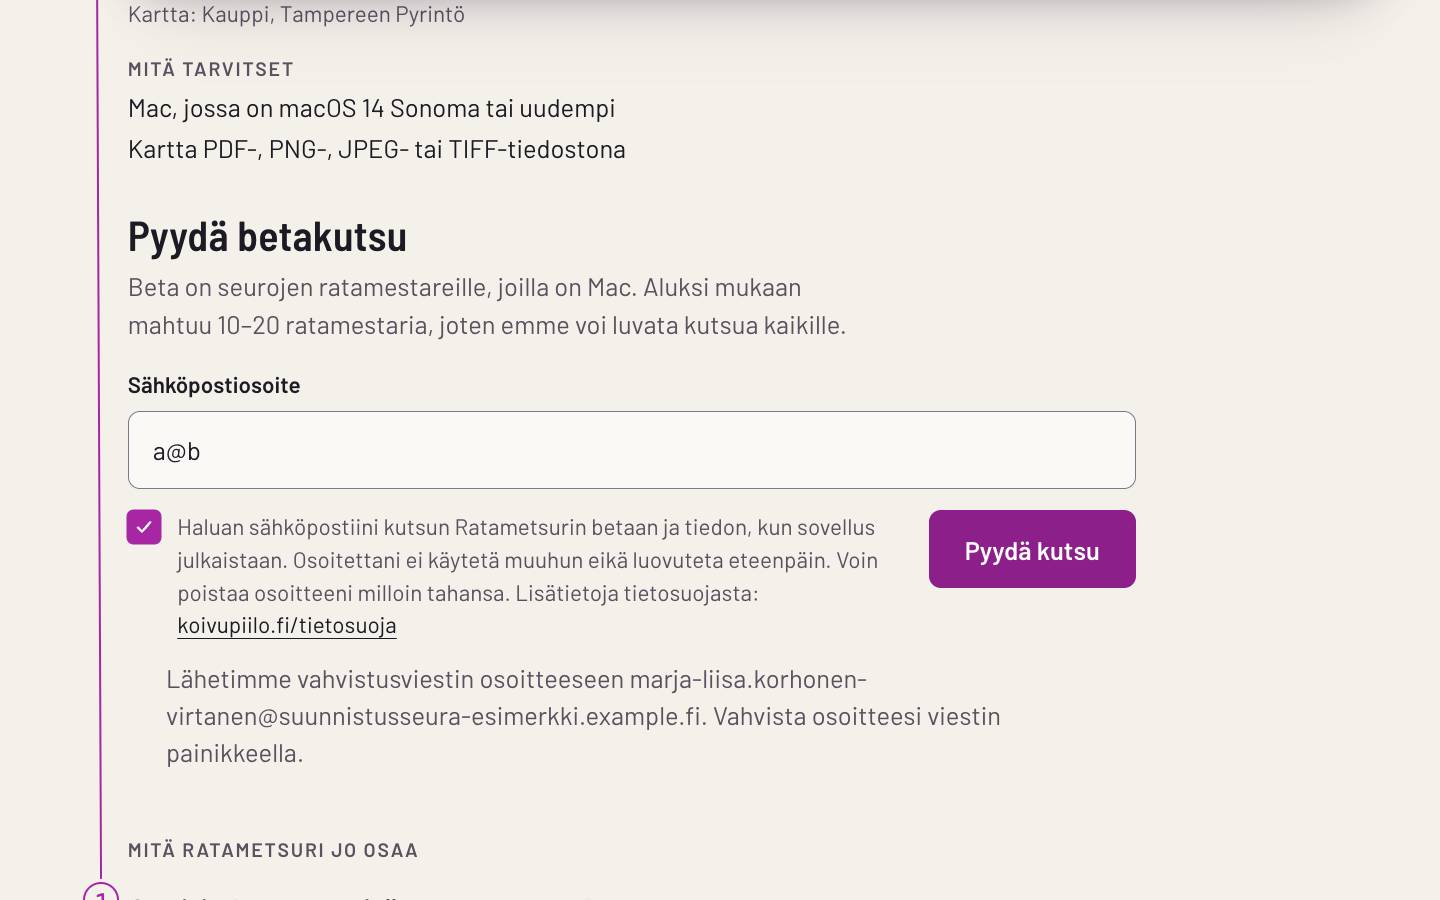 Kartta: Kauppi, Tampereen Pyrintö
MITÄ TARVITSET
Mac, jossa on macOS 14 Sonoma tai uudempi
Kartta PDF-, PNG-, JPEG- tai TIFF-tiedostona
Pyydä betakutsu
Beta on seurojen ratamestareille, joilla on Mac. Aluksi mukaan
mahtuu 10–20 ratamestaria, joten emme voi luvata kutsua kaikille.
Sähköpostiosoite
a@b
Haluan sähköpostiini kutsun Ratametsurin betaan ja tiedon, kun sovellus
julkaistaan. Osoitettani ei käytetä muuhun eikä luovuteta eteenpäin. Voin
poistaa osoitteeni milloin tahansa. Lisätietoja tietosuojasta:
koivupiilo.fi/tietosuoja
Pyydä kutsu
Lähetimme vahvistusviestin osoitteeseen marja-liisa.korhonen-
virtanen@suunnistusseura-esimerkki.example.fi. Vahvista osoitteesi viestin
painikkeella.
MITÄ RATAMETSURI JO OSAA
1